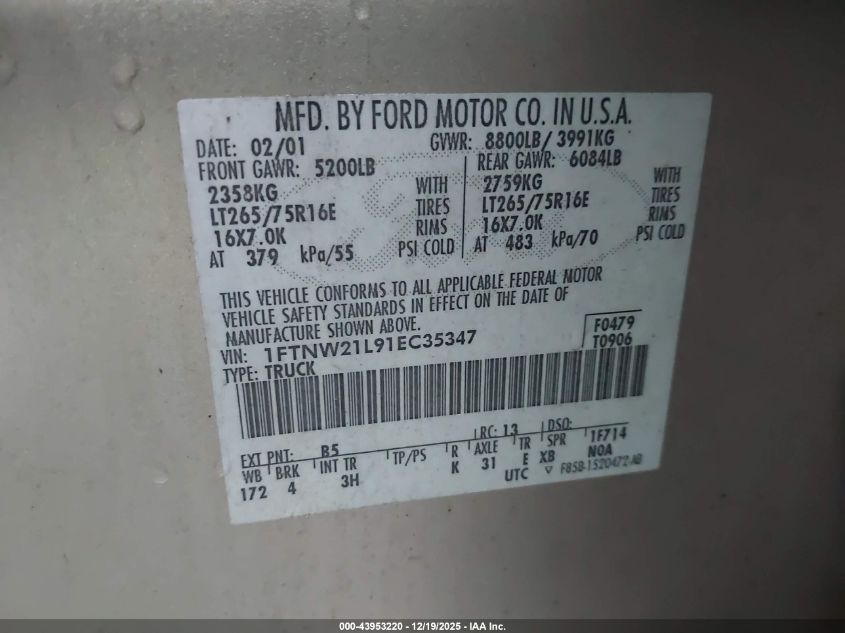 MFD. BY FORD MOTOR CO. IN U.S.A.
DATE: 02/01 GVWR: 8800LB/ 3991KG
FRONT GAWR: 5200LB REAR GAWR: 6084LB
2358KG WITH 2759KG WITH
LT265/75R16E TIRES LT265/75R16E TIRES
16X7.0K RIMS 16X7.0K RIMS
AT 379 kPa/55 PSI COLD AT 483 kPa/70 PSI COLD
THIS VEHICLE CONFORMS TO ALL APPLICABLE FEDERAL MOTOR
VEHICLE SAFETY STANDARDS IN EFFECT ON THE DATE OF
MANUFACTURE SHOWN ABOVE.
VIN: 1FTNW21L91EC35347 F0479
TYPE: TRUCK T0906
EXT PNT: B5 RC: 13 DSO:
WB BRK INT TR TP/PS R AXLE TR SPR 1F714
172 4 3H K 31 E XB NOA
UTC F85B-1520472-AB
000-43953220 - 12/19/2025 - IAA Inc.